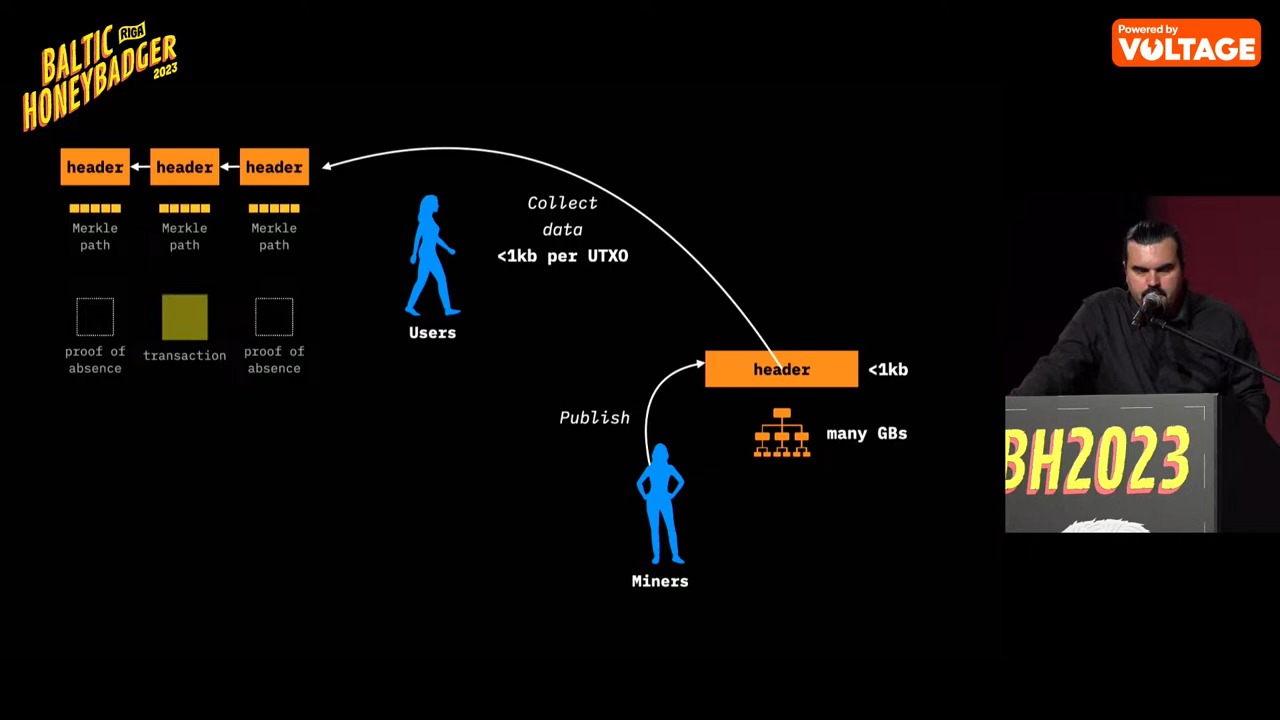 BALTIC
RIGA
HONEYBADGER
2023
Powered by
VOLTAGE
header
header
header
Merkle
path
Merkle
path
Merkle
path
proof of
absence
transaction
proof of
absence
Users
Collect
data
<1kb per UTXO
header
<1kb
Publish
many GBs
Miners
BH2023